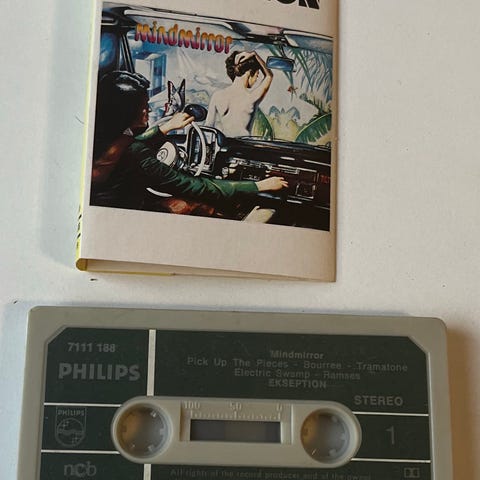 Mindmirror
7111 188
PHILIPS
Mindmirror
Pick Up The Pieces - Bourree - Tramatone
Electric Swamp - Ramses
EKSEPTION
STEREO
100 50 0
PHILIPS
1
ncb
All rights of the record producer and of the owner